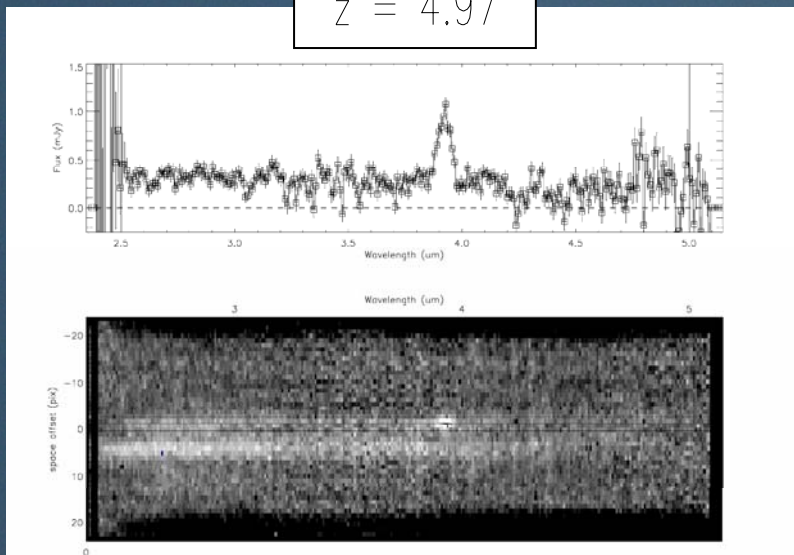 z = 4.97
1.5
1.0
0.5
0.0
Flux (mJy)
2.5 3.0 3.5 4.0 4.5 5.0
Wavelength (um)
Wavelength (um)
3 4 5
-20
-10
0
10
20
space offset (pix)
0